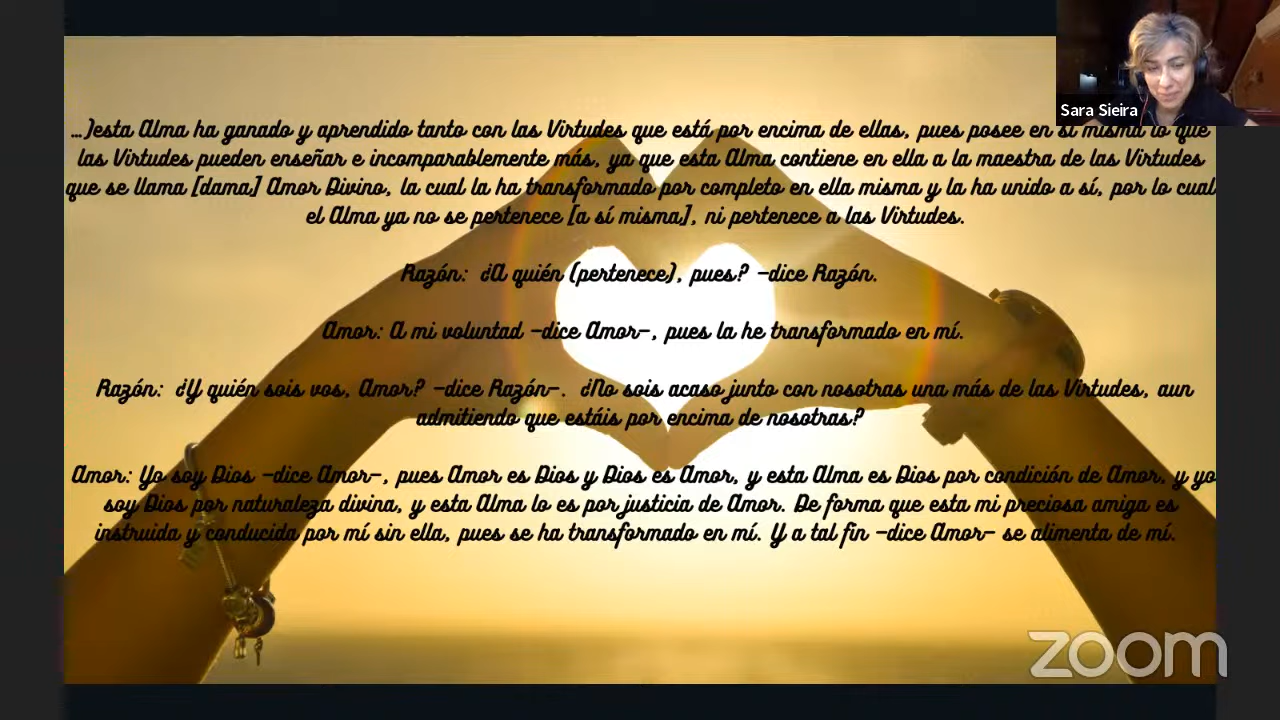 ...)esta Alma ha ganado y aprendido tanto con las Virtudes que está por encima de ellas, pues posee en sí misma lo que
las Virtudes pueden enseñar e incomparablemente más, ya que esta Alma contiene en ella a la maestra de las Virtudes
que se llama [dama] Amor Divino, la cual la ha transformado por completo en ella misma y la ha unido a sí, por lo cual
el Alma ya no se pertenece [a sí misma], ni pertenece a las Virtudes.
Razón: ¿A quién (pertenece), pues? -dice Razón.
Amor: A mi voluntad -dice Amor-, pues la he transformado en mí.
Razón: ¿Y quién sois vos, Amor? -dice Razón-. ¿No sois acaso junto con nosotras una más de las Virtudes, aun
admitiendo que estáis por encima de nosotras?
Amor: Yo soy Dios -dice Amor-, pues Amor es Dios y Dios es Amor, y esta Alma es Dios por condición de Amor, y yo
soy Dios por naturaleza divina, y esta Alma lo es por justicia de Amor. De forma que esta mi preciosa amiga es
instruida y conducida por mí sin ella, pues se ha transformado en mí. Y a tal fin -dice Amor- se alimenta de mí.
Sara Sieira
zoom